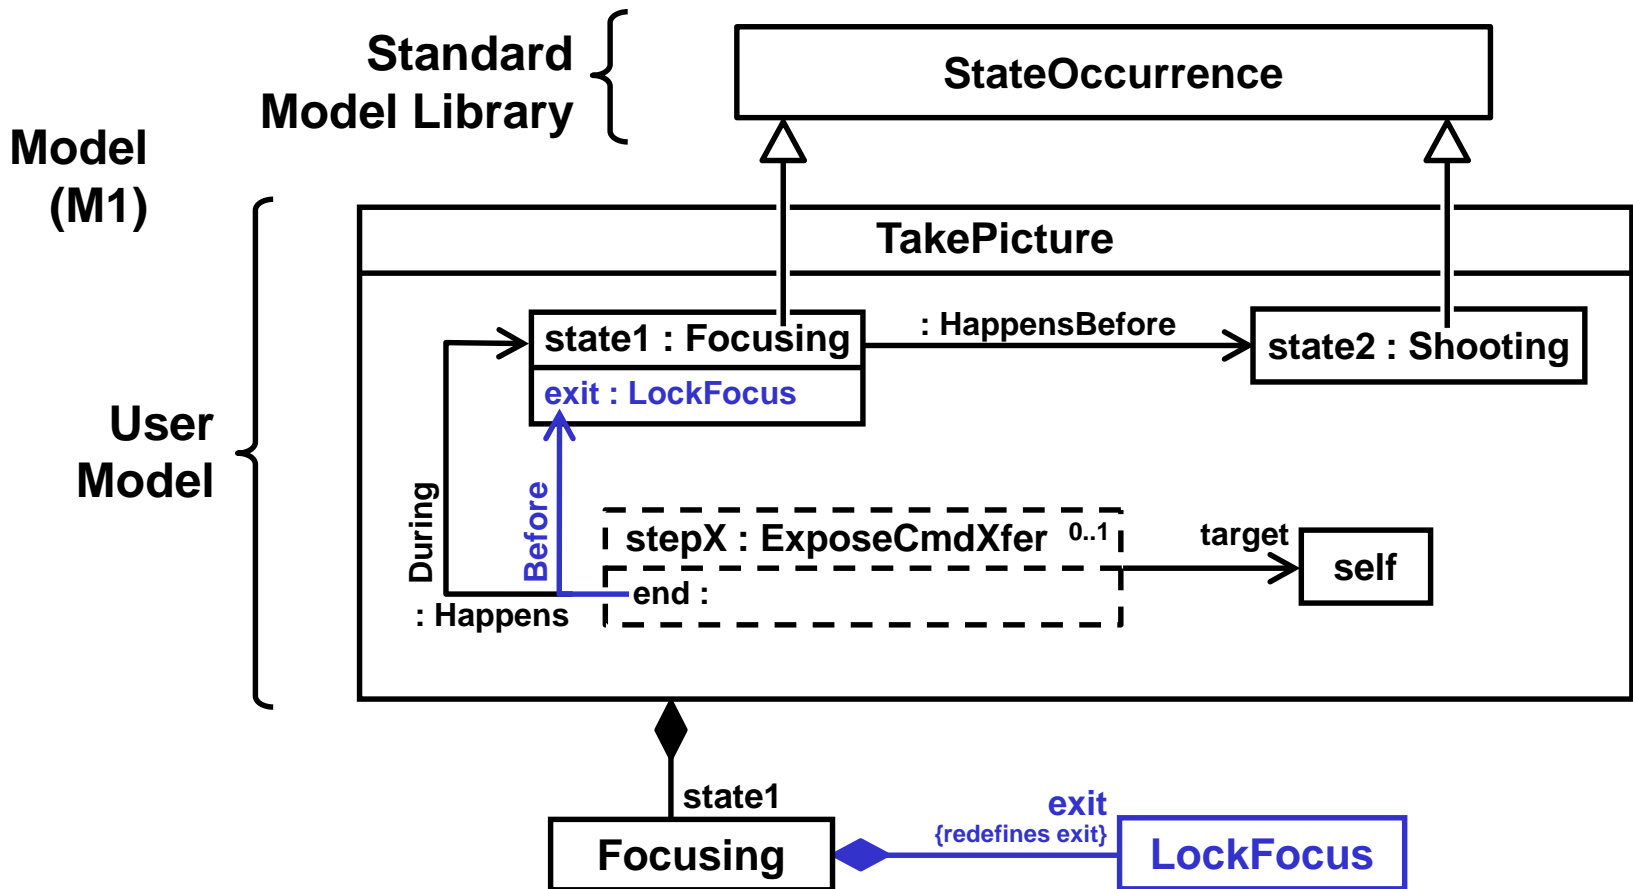 Standard
Model Library
StateOccurrence
Model
(M1)
TakePicture
state1 : Focusing
: HappensBefore
state2 : Shooting
exit : LockFocus
User
Model
During
Before
stepX : ExposeCmdXfer 0..1
target
self
end :
: Happens
state1
exit
{redefines exit}
Focusing
LockFocus